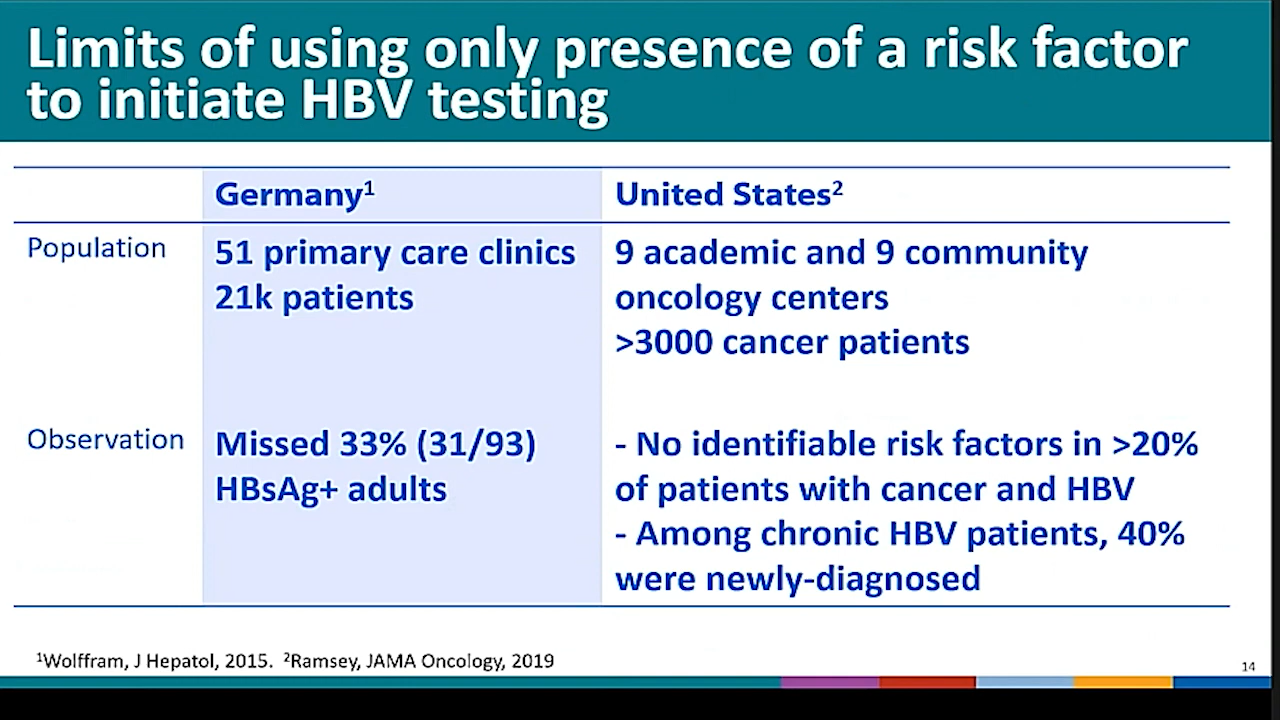 Limits of using only presence of a risk factor
to initiate HBV testing
Germany¹
United States²
Population
51 primary care clinics
21k patients
9 academic and 9 community
oncology centers
>3000 cancer patients
Observation
Missed 33% (31/93)
HBsAg+ adults
- No identifiable risk factors in >20%
of patients with cancer and HBV
- Among chronic HBV patients, 40%
were newly-diagnosed
¹Wolffram, J Hepatol, 2015. ²Ramsey, JAMA Oncology, 2019
14